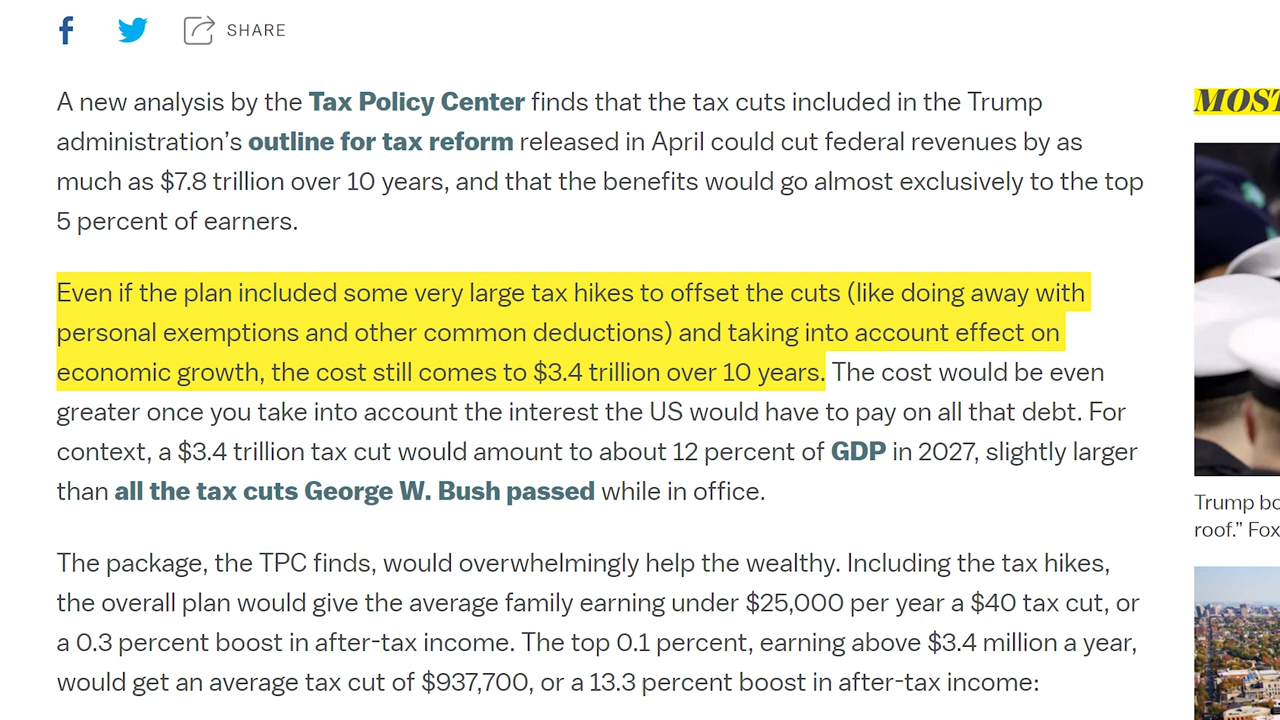 SHARE
A new analysis by the Tax Policy Center finds that the tax cuts included in the Trump
administration’s outline for tax reform released in April could cut federal revenues by as
much as $7.8 trillion over 10 years, and that the benefits would go almost exclusively to the top
5 percent of earners.
Even if the plan included some very large tax hikes to offset the cuts (like doing away with
personal exemptions and other common deductions) and taking into account effect on
economic growth, the cost still comes to $3.4 trillion over 10 years. The cost would be even
greater once you take into account the interest the US would have to pay on all that debt. For
context, a $3.4 trillion tax cut would amount to about 12 percent of GDP in 2027, slightly larger
than all the tax cuts George W. Bush passed while in office.
The package, the TPC finds, would overwhelmingly help the wealthy. Including the tax hikes,
the overall plan would give the average family earning under $25,000 per year a $40 tax cut, or
a 0.3 percent boost in after-tax income. The top 0.1 percent, earning above $3.4 million a year,
would get an average tax cut of $937,700, or a 13.3 percent boost in after-tax income:
MOST
Trump bo
roof.” Fox